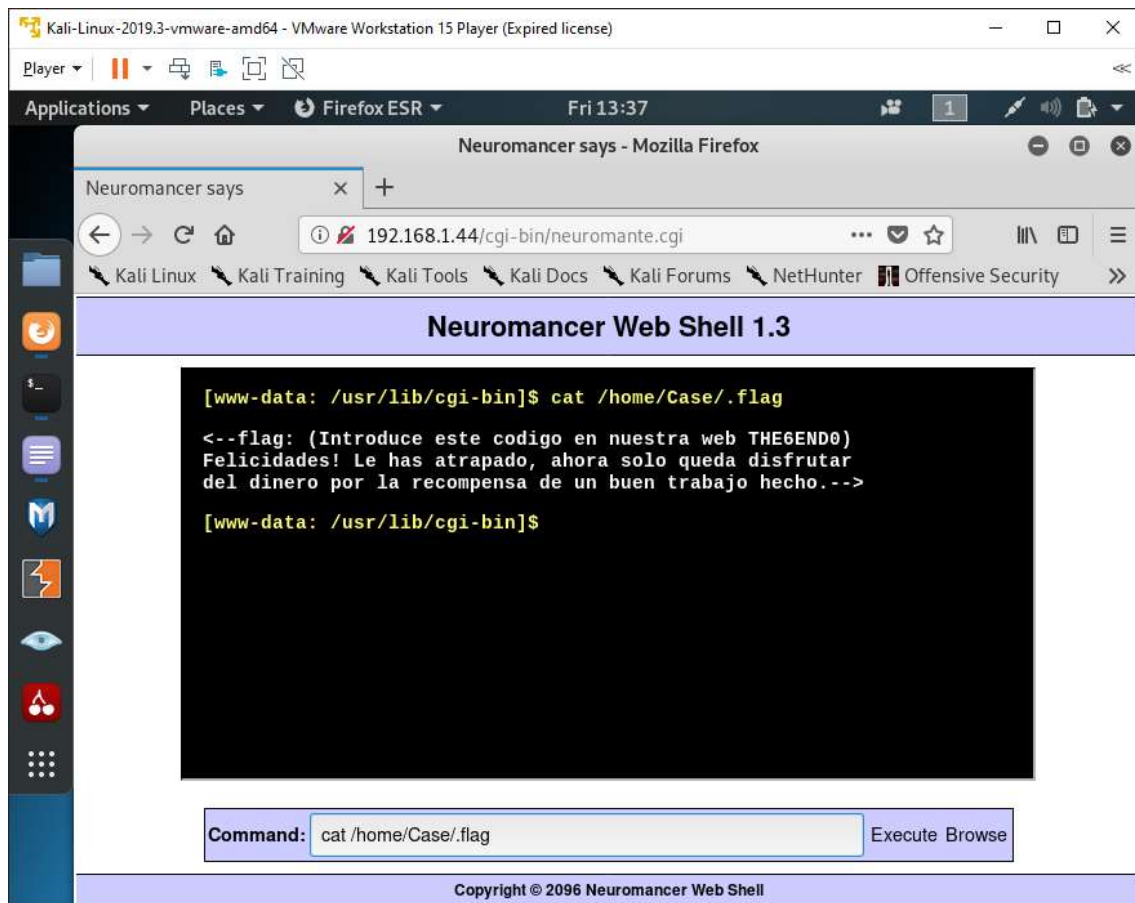 Kali-Linux-2019.3-vmware-amd64 - VMware Workstation 15 Player (Expired license)
Player
Applications Places Firefox ESR Fri 13:37 1
Neuromancer says - Mozilla Firefox
Neuromancer says
192.168.1.44/cgi-bin/neuromante.cgi
Kali Linux Kali Training Kali Tools Kali Docs Kali Forums NetHunter Offensive Security
Neuromancer Web Shell 1.3
[www-data: /usr/lib/cgi-bin]$ cat /home/Case/.flag
<--flag: (Introduce este codigo en nuestra web THE6END0)
Felicidades! Le has atrapado, ahora solo queda disfrutar
del dinero por la recompensa de un buen trabajo hecho.-->
[www-data: /usr/lib/cgi-bin]$
Command: cat /home/Case/.flag Execute Browse
Copyright © 2096 Neuromancer Web Shell